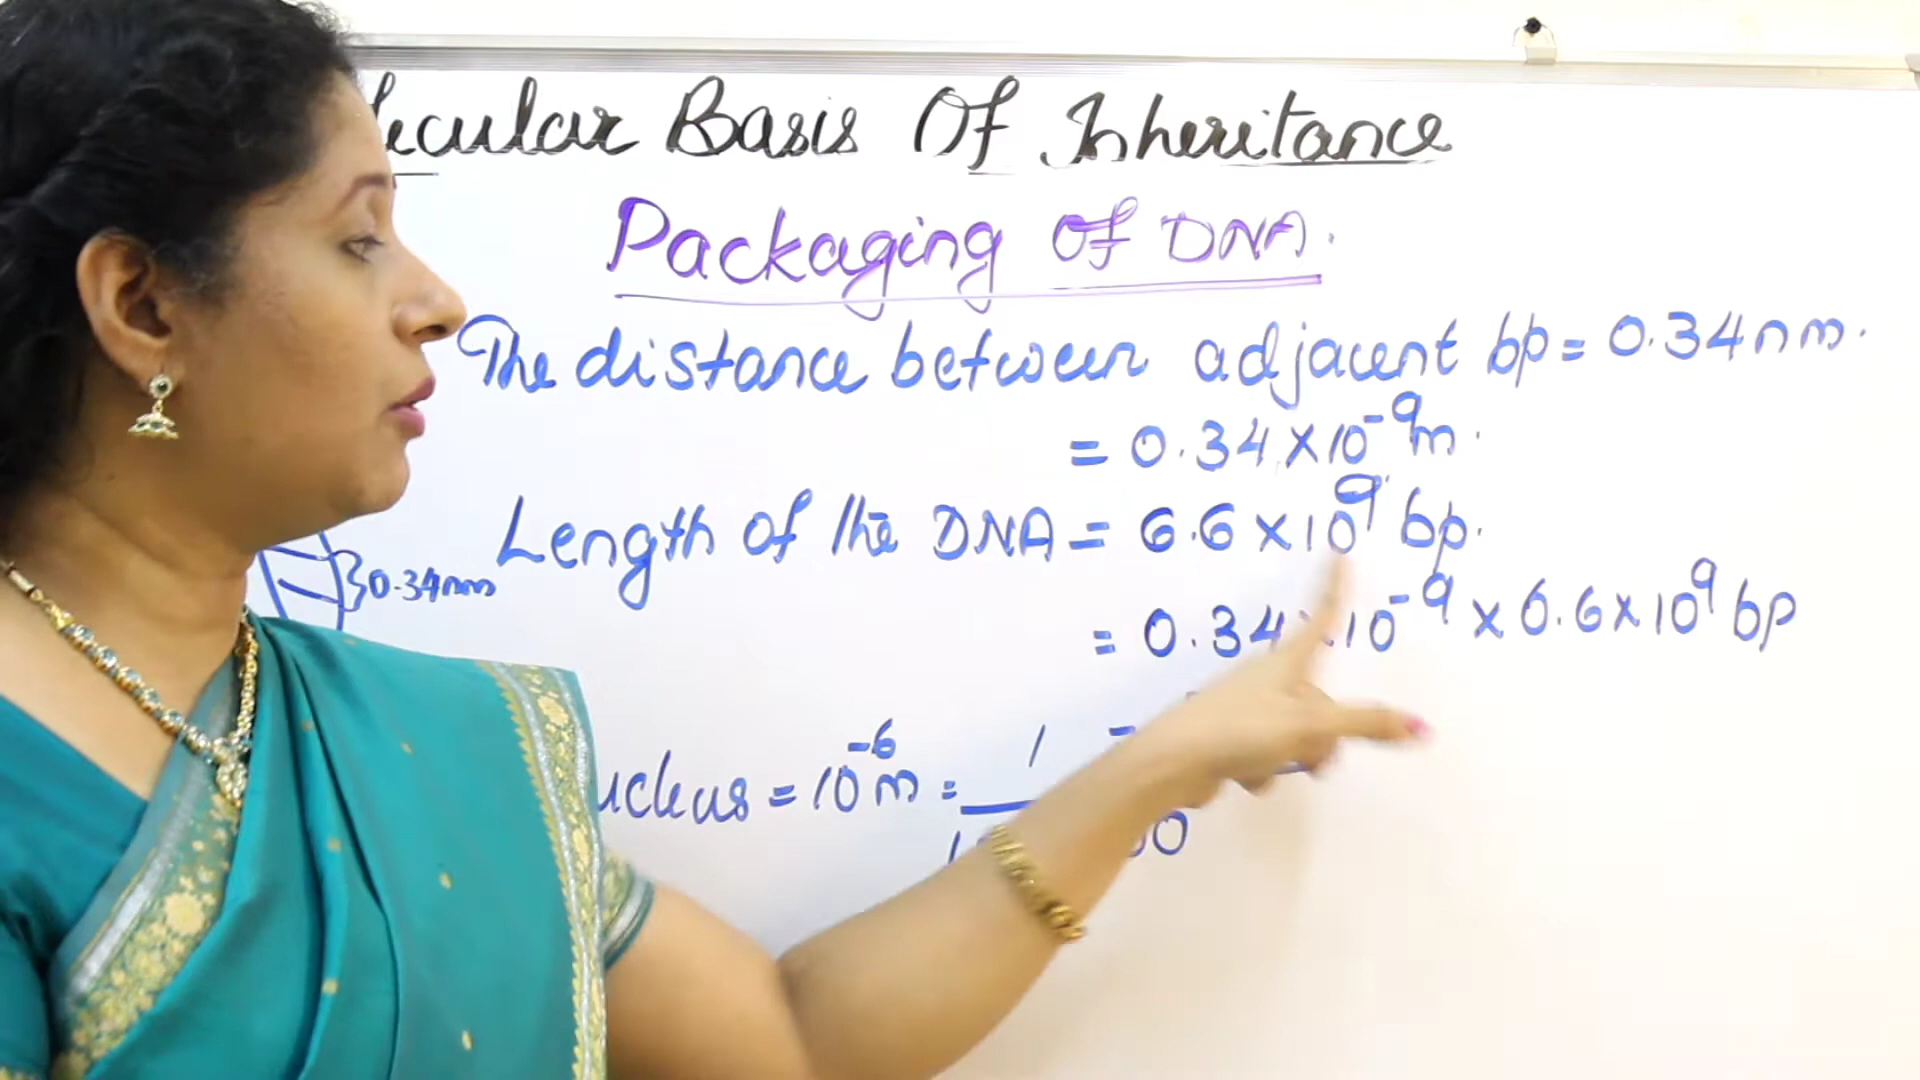 Basis Of Inheritance
Packaging Of DNA.
The distance between adjacent bp = 0.34nm.
= 0.34 × 10⁻⁹m.
Length of the DNA = 6.6 × 10⁹ bp.
}0.34nm
= 0.34 × 10⁻⁹ × 6.6 × 10⁹ bp
= 10⁻⁶m = 1